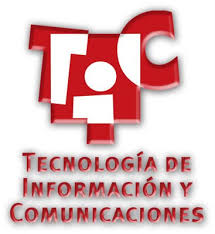 TIC
TECNOLOGÍA DE
INFORMACIÓN Y
COMUNICACIONES